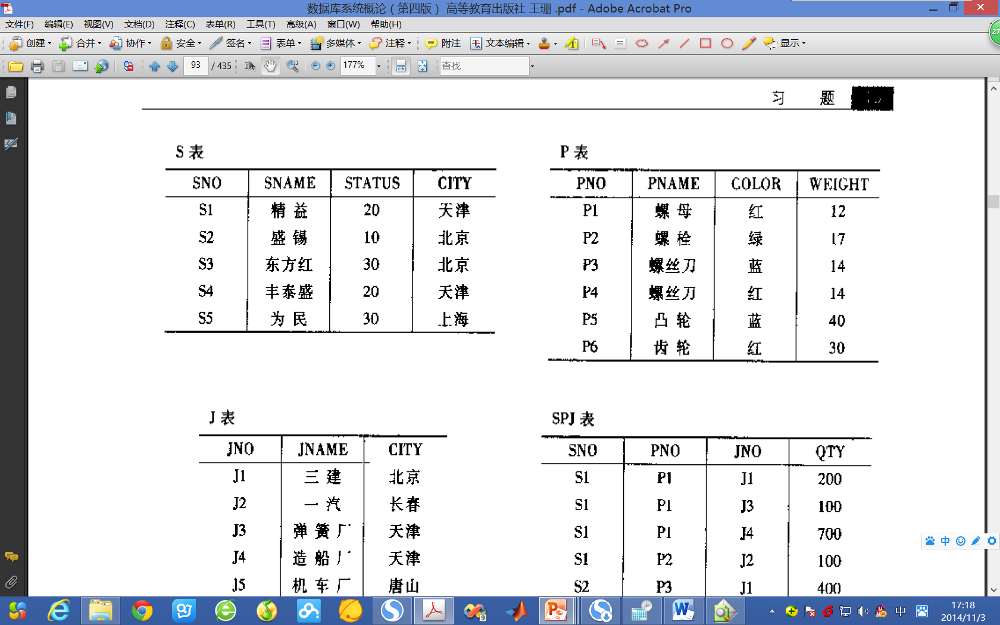 数据库系统概论（第四版） 高等教育出版社 王珊 .pdf - Adobe Acrobat Pro
文件(F) 编辑(E) 视图(V) 文档(D) 注释(C) 表单(R) 工具(T) 高级(A) 窗口(W) 帮助(H)
创建 合并 协作 安全 签名 表单 多媒体 注释 附注 文本编辑 显示
93 / 435 177% 查找
27
习 题
S 表
SNO SNAME STATUS CITY
S1 精 益 20 天津
S2 盛 锡 10 北京
S3 东方红 30 北京
S4 丰泰盛 20 天津
S5 为 民 30 上海
P 表
PNO PNAME COLOR WEIGHT
P1 螺 母 红 12
P2 螺 栓 绿 17
P3 螺丝刀 蓝 14
P4 螺丝刀 红 14
P5 凸 轮 蓝 40
P6 齿 轮 红 30
J 表
JNO JNAME CITY
J1 三 建 北京
J2 一 汽 长春
J3 弹 簧 厂 天津
J4 造 船 厂 天津
J5 机 车 厂 唐山
SPJ 表
SNO PNO JNO QTY
S1 P1 J1 200
S1 P1 J3 100
S1 P1 J4 700
S1 P2 J2 100
S2 P3 J1 400
中
中
17:18
2014/11/3